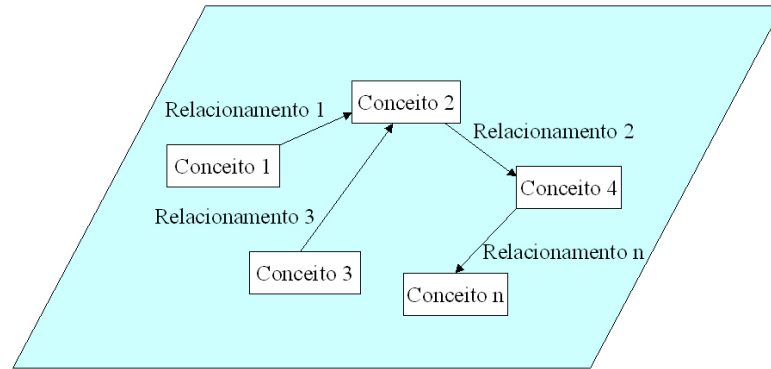 Relacionamento 1
Conceito 2
Relacionamento 2
Conceito 1
Conceito 4
Relacionamento 3
Relacionamento n
Conceito 3
Conceito n